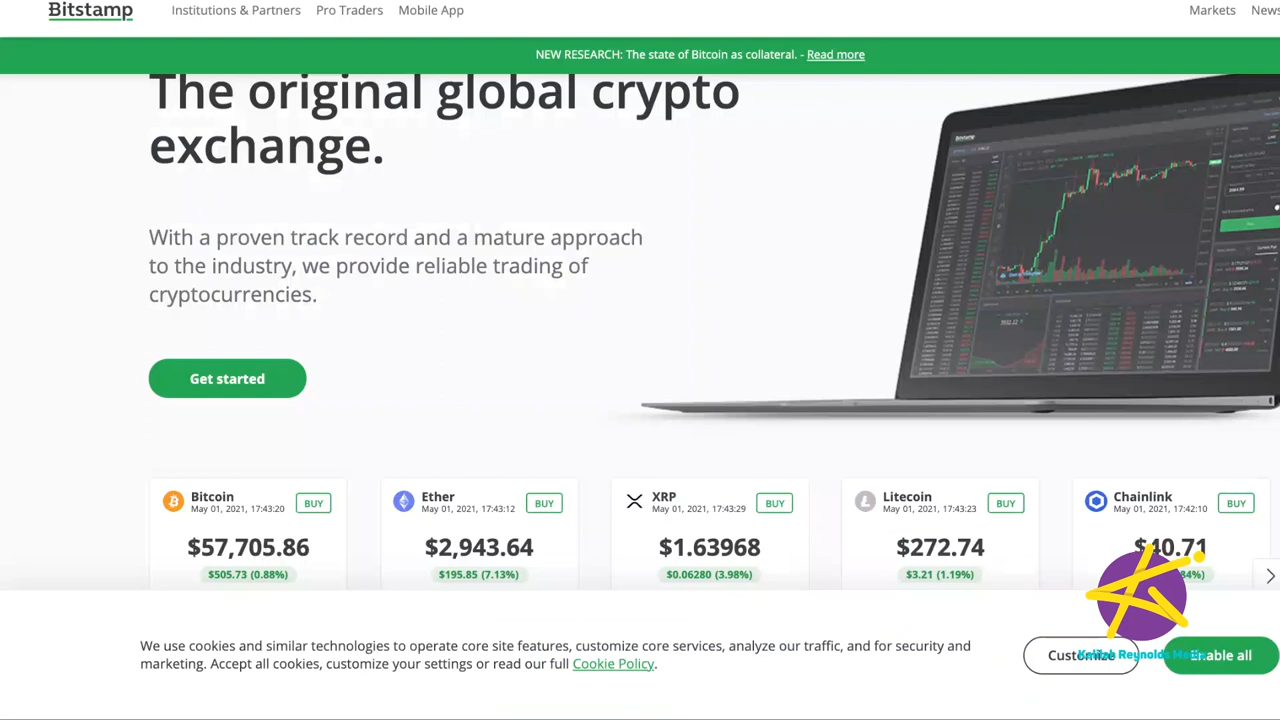 Bitstamp
Institutions & Partners Pro Traders Mobile App Markets News
NEW RESEARCH: The state of Bitcoin as collateral. - Read more
The original global crypto
exchange.
With a proven track record and a mature approach
to the industry, we provide reliable trading of
cryptocurrencies.
Get started
Bitcoin
May 01, 2021, 17:43:20
BUY
$57,705.86
$505.73 (0.88%)
Ether
May 01, 2021, 17:43:12
BUY
$2,943.64
$195.85 (7.13%)
XRP
May 01, 2021, 17:43:29
BUY
$1.63968
$0.06280 (3.98%)
Litecoin
May 01, 2021, 17:43:23
BUY
$272.74
$3.21 (1.19%)
Chainlink
May 01, 2021, 17:42:10
BUY
$40.71
We use cookies and similar technologies to operate core site features, customize core services, analyze our traffic, and for security and
marketing. Accept all cookies, customize your settings or read our full Cookie Policy.
Customize
Enable all
Reynolds Media